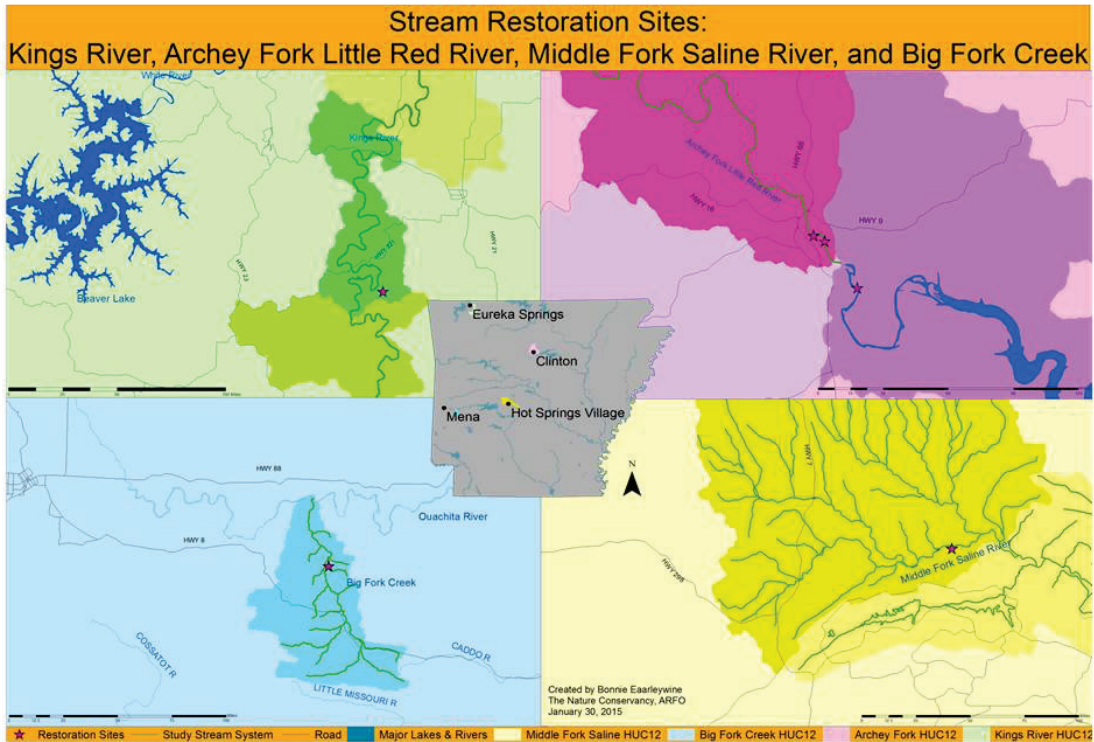 Stream Restoration Sites:
Kings River, Archey Fork Little Red River, Middle Fork Saline River, and Big Fork Creek
White River
Kings River
HWY 221
HWY 21
Beaver Lake
Archey Fork Little Red River
HWY 16
HWY 9
Eureka Springs
Clinton
Mena
Hot Springs Village
N
HWY 88
Ouachita River
HWY 8
Big Fork Creek
COSSATOT R
CADDO R
LITTLE MISSOURI R
HWY 7
HWY 298
Middle Fork Saline River
Created by Bonnie Eaarleywine
The Nature Conservancy, ARFO
January 30, 2015
Restoration Sites
Study Stream System
Road
Major Lakes & Rivers
Middle Fork Saline HUC12
Big Fork Creek HUC12
Archey Fork HUC12
Kings River HUC12